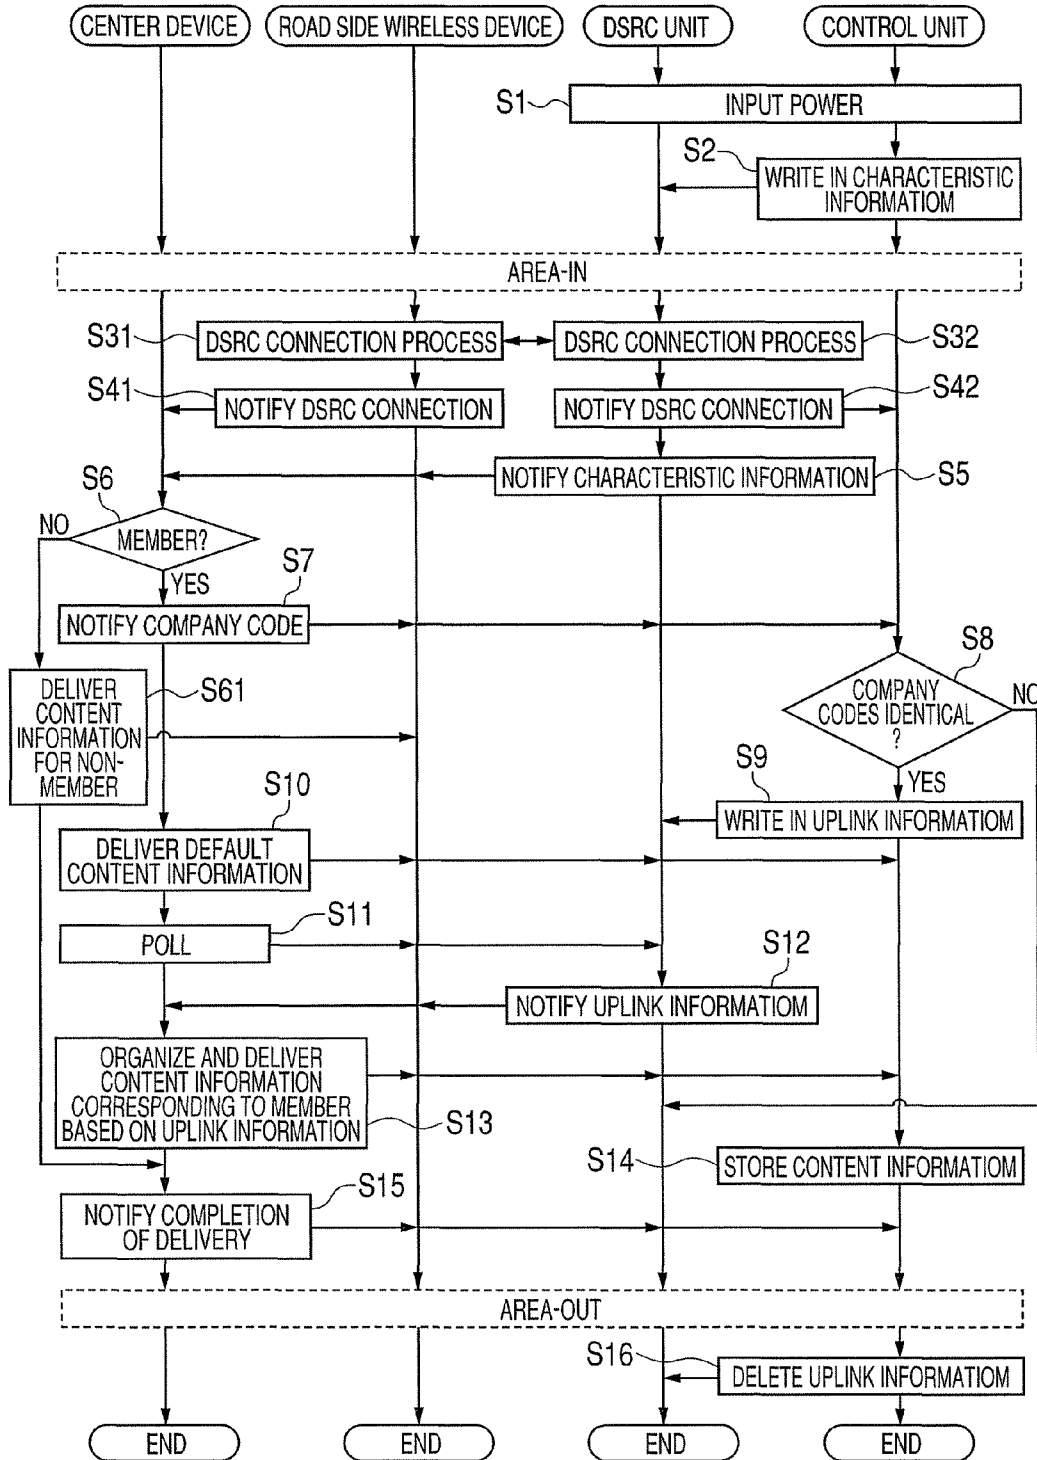 CENTER DEVICE
ROAD SIDE WIRELESS DEVICE
DSRC UNIT
CONTROL UNIT
S1
INPUT POWER
S2
WRITE IN CHARACTERISTIC
INFORMATIOM
AREA-IN
S31
DSRC CONNECTION PROCESS
DSRC CONNECTION PROCESS
S32
S41
NOTIFY DSRC CONNECTION
NOTIFY DSRC CONNECTION
S42
NOTIFY CHARACTERISTIC INFORMATION
S5
S6
NO
MEMBER?
YES
S7
NOTIFY COMPANY CODE
S8
COMPANY
CODES IDENTICAL
?
NO
YES
DELIVER
CONTENT
INFORMATION
FOR NON-
MEMBER
S61
S9
WRITE IN UPLINK INFORMATIOM
S10
DELIVER DEFAULT
CONTENT INFORMATION
S11
POLL
S12
NOTIFY UPLINK INFORMATIOM
ORGANIZE AND DELIVER
CONTENT INFORMATION
CORRESPONDING TO MEMBER
BASED ON UPLINK INFORMATION
S13
S14
STORE CONTENT INFORMATIOM
S15
NOTIFY COMPLETION
OF DELIVERY
AREA-OUT
S16
DELETE UPLINK INFORMATIOM
END
END
END
END